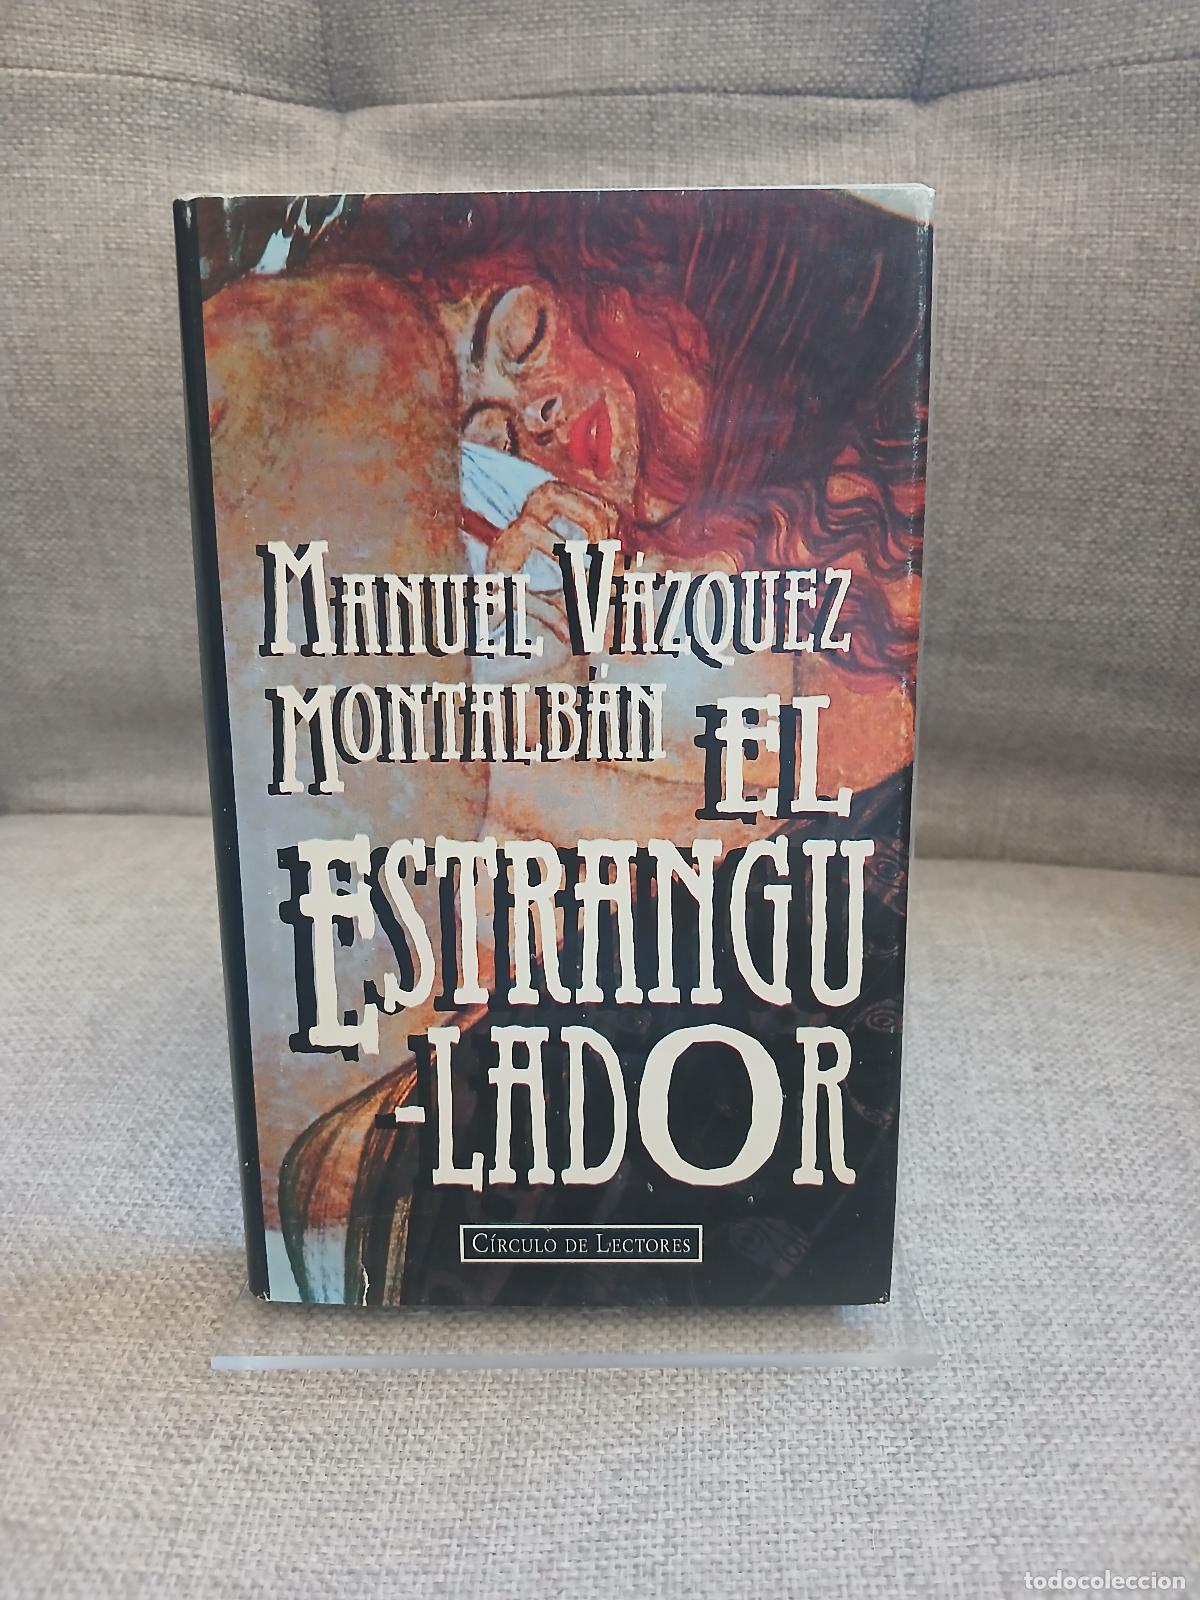 MANUEL VÁZQUEZ
MONTALBÁN EL
ESTRANGU
-LADOR
CÍRCULO DE LECTORES
todocoleccion